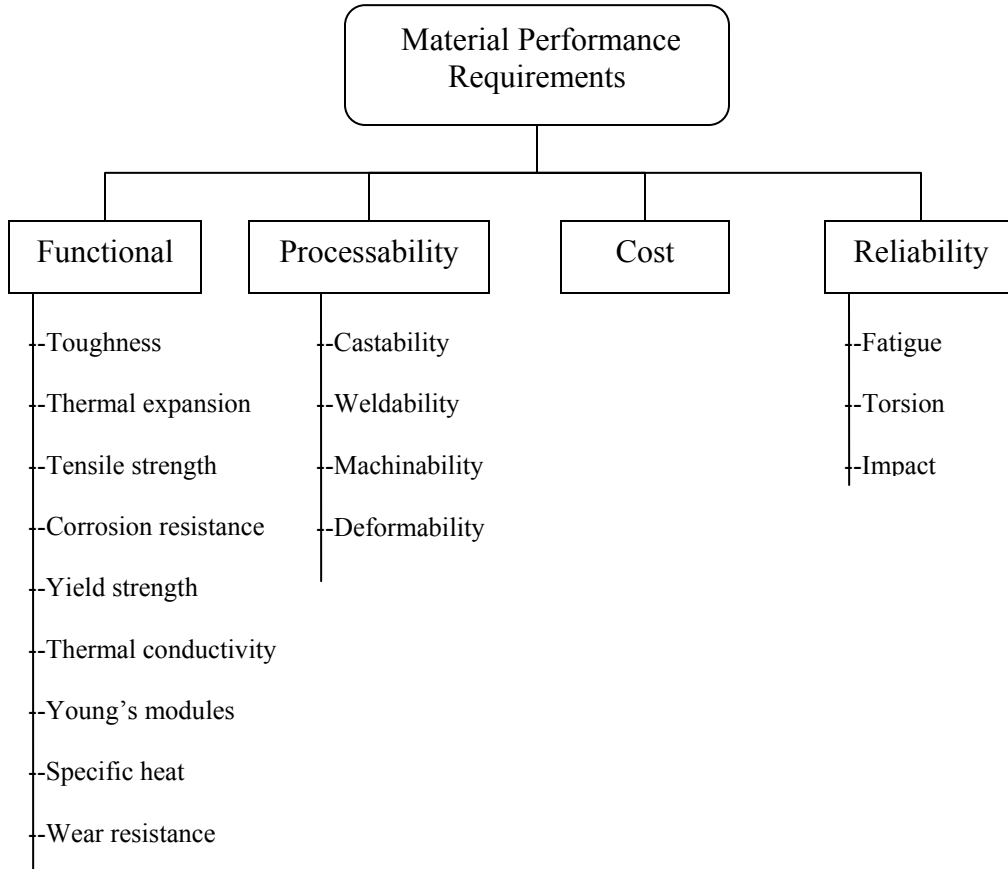 Material Performance
Requirements
Functional
Processability
Cost
Reliability
--Toughness
--Thermal expansion
--Tensile strength
--Corrosion resistance
--Yield strength
--Thermal conductivity
--Young’s modules
--Specific heat
--Wear resistance
--Castability
--Weldability
--Machinability
--Deformability
--Fatigue
--Torsion
--Impact